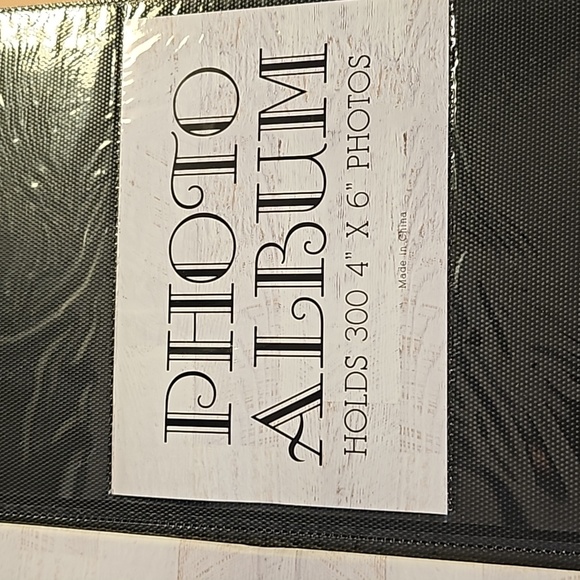 PHOTO
ALBUM
HOLDS 300 4" X 6" PHOTOS
Made in China